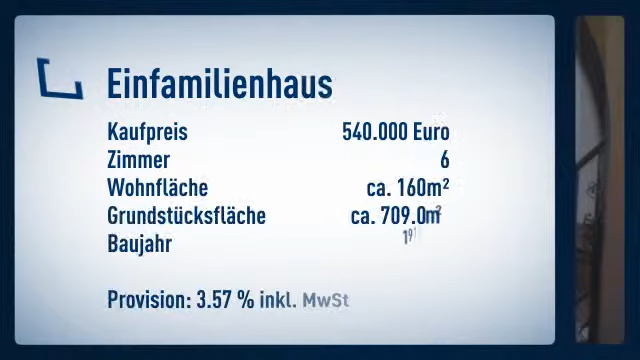 Einfamilienhaus
Kaufpreis 540.000 Euro
Zimmer 6
Wohnfläche ca. 160m²
Grundstücksfläche ca. 709.0m²
Baujahr
Provision: 3.57 % inkl. MwSt